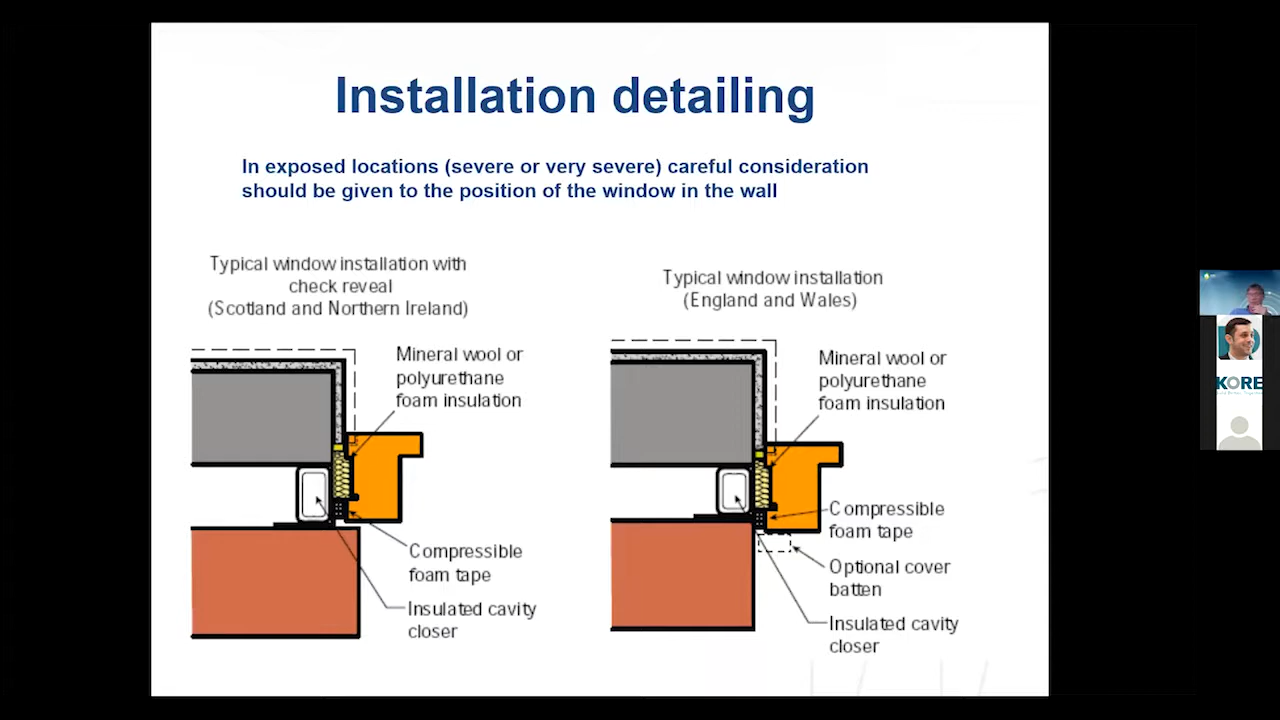 Installation detailing
In exposed locations (severe or very severe) careful consideration
should be given to the position of the window in the wall
Typical window installation with
check reveal
(Scotland and Northern Ireland)
Mineral wool or
polyurethane
foam insulation
Compressible
foam tape
Insulated cavity
closer
Typical window installation
(England and Wales)
Mineral wool or
polyurethane
foam insulation
Compressible
foam tape
Optional cover
batten
Insulated cavity
closer
KORE